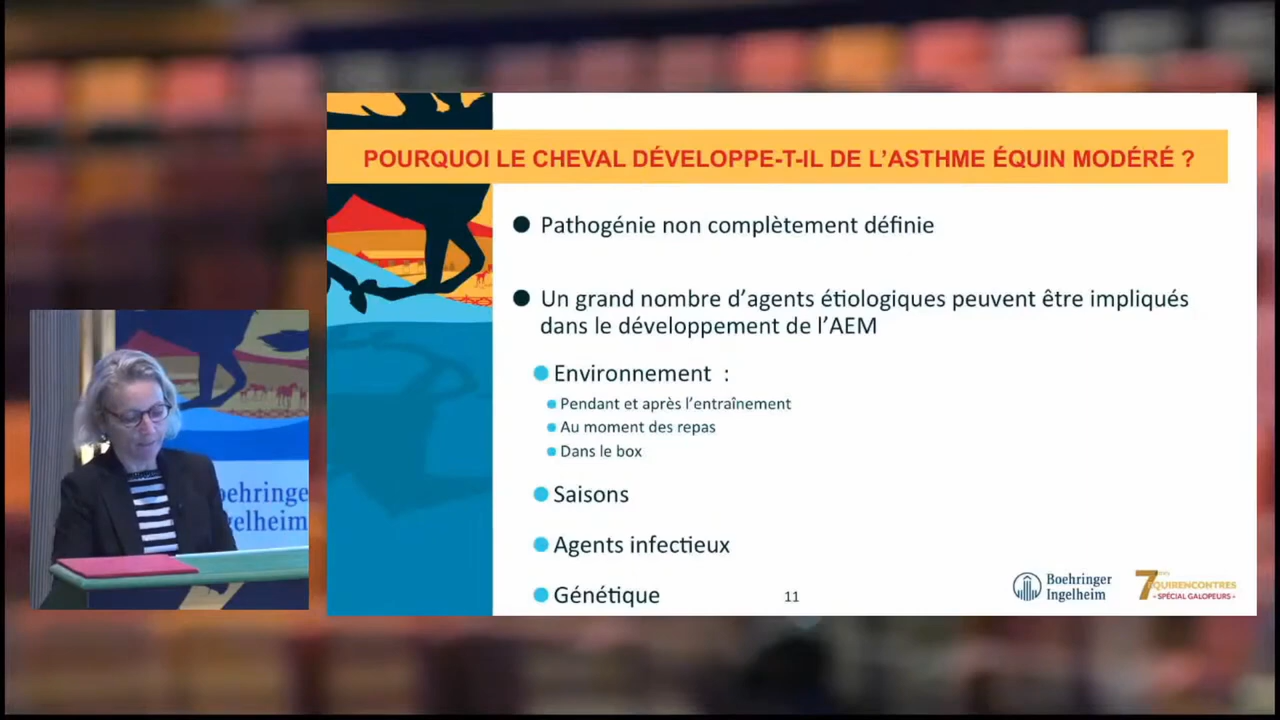 POURQUOI LE CHEVAL DÉVELOPPE-T-IL DE L'ASTHME ÉQUIN MODÉRÉ ?
Pathogénie non complètement définie
Un grand nombre d'agents étiologiques peuvent être impliqués
dans le développement de l'AEM
Environnement :
Pendant et après l'entraînement
Au moment des repas
Dans le box
Saisons
Agents infectieux
Génétique
11
Boehringer
Ingelheim
7
QUIRENCONTRES
- SPÉCIAL GALOPEURS -
oehringe
gelheim